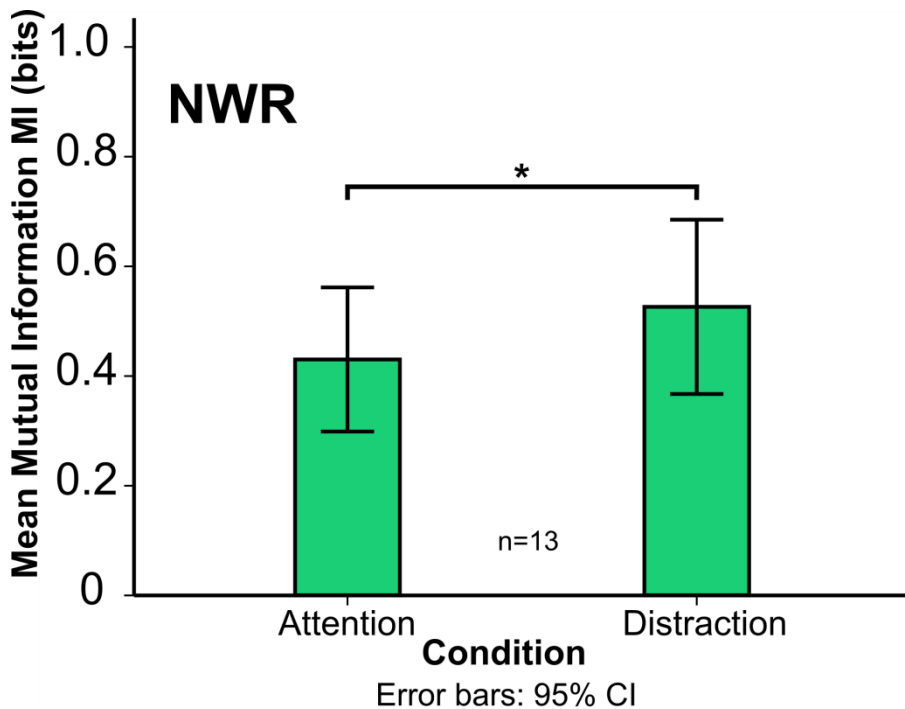 Mean Mutual Information MI (bits)
1.0
0.8
0.6
0.4
0.2
0
NWR
*
n=13
Attention
Distraction
Condition
Error bars: 95% CI